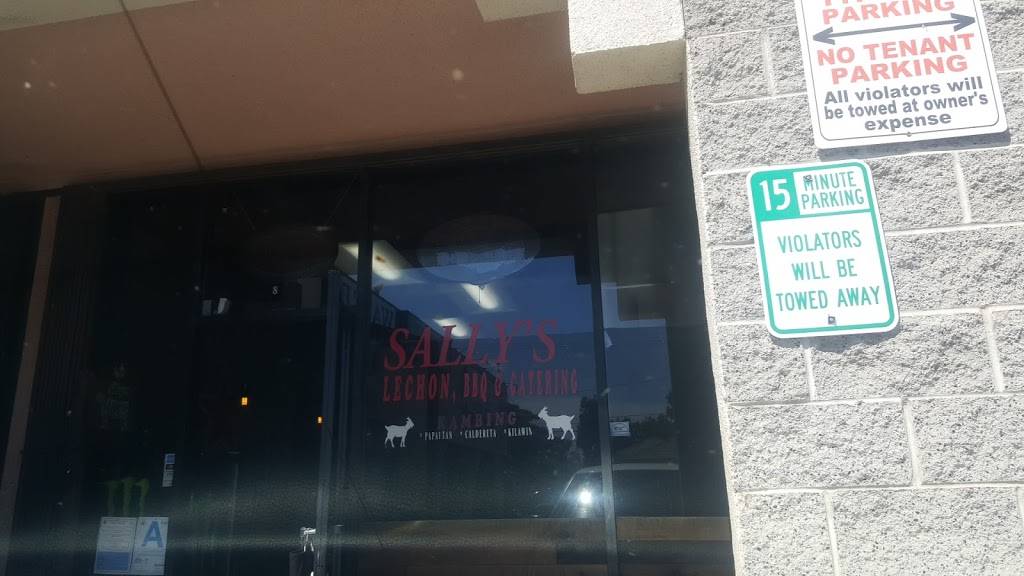 PARKING
NO TENANT
PARKING
All violators will
be towed at owner's
expense
15 MINUTE
PARKING
VIOLATORS
WILL BE
TOWED AWAY
8
SALLY'S
LECHON, BBQ & CATERING
KAMBING
*PAPAITAN *CALDERETA *KILAWIN
A